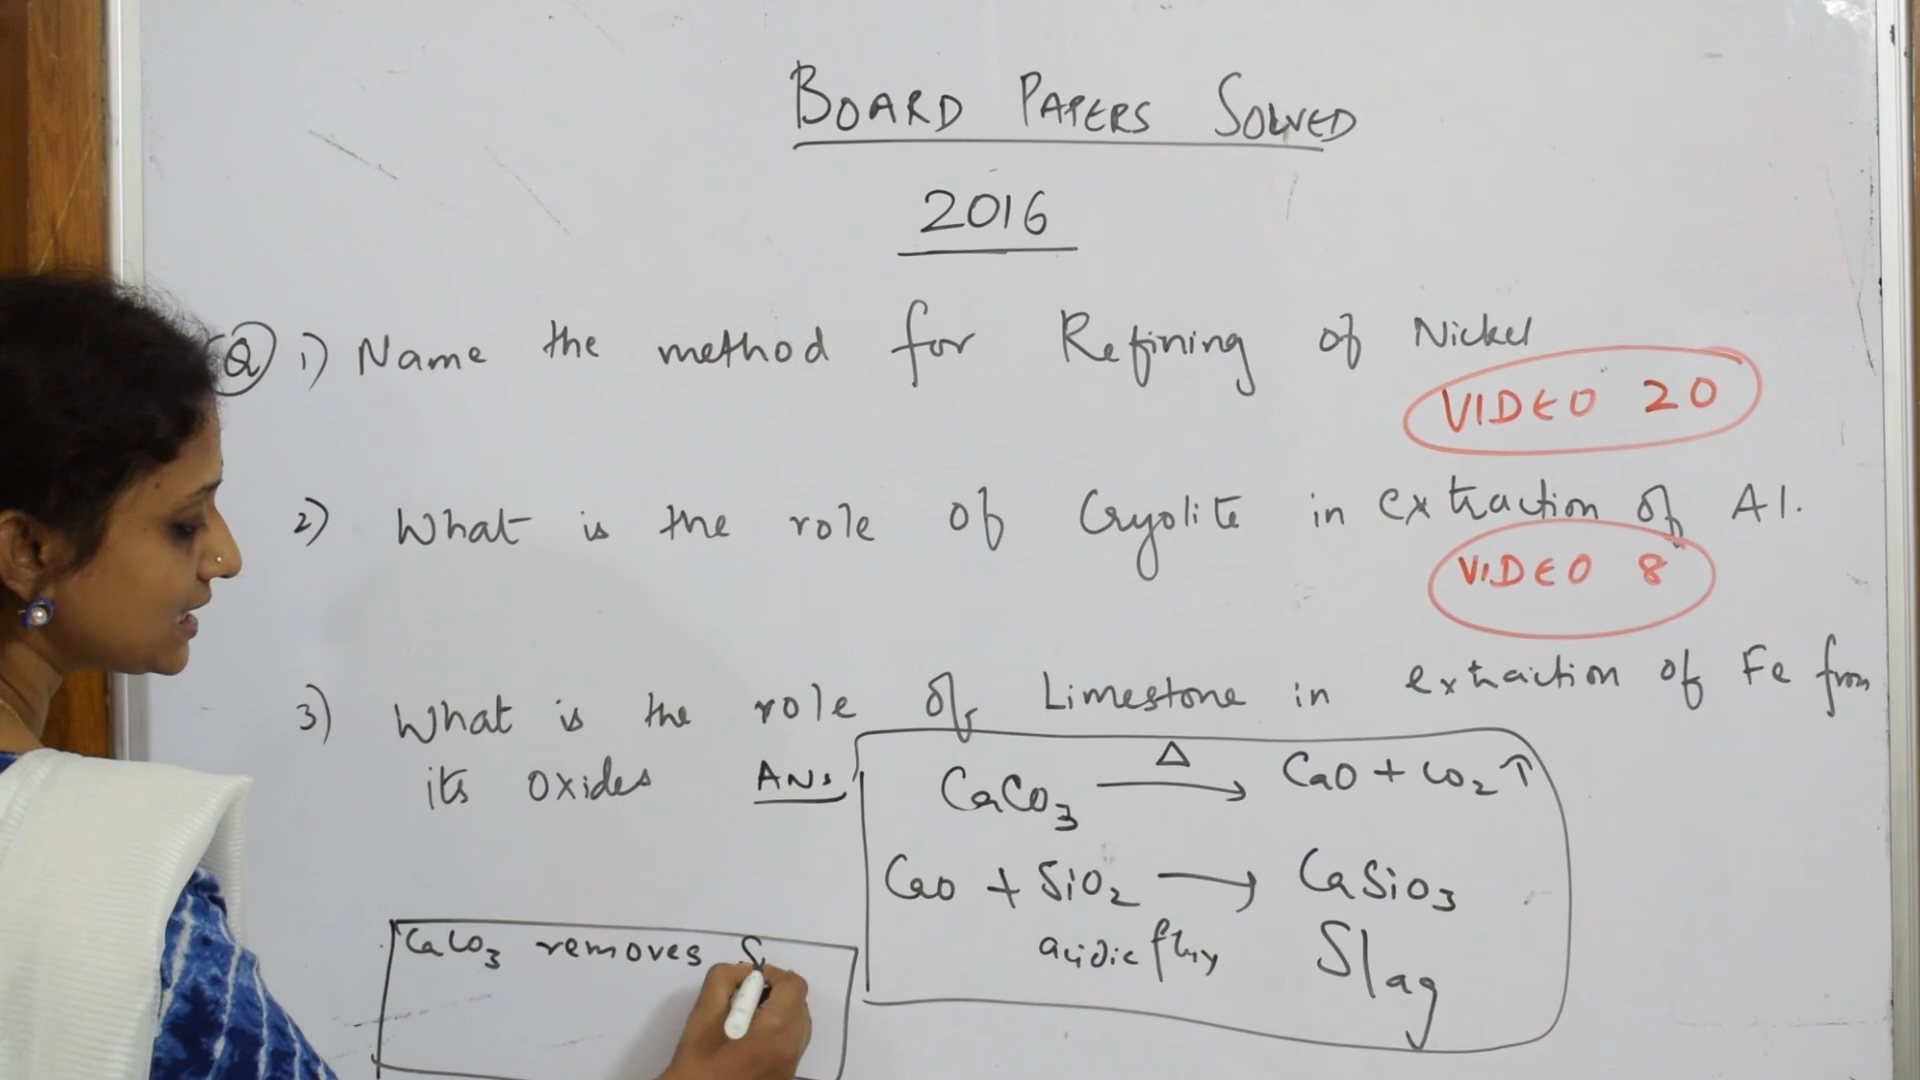 BOARD PAPERS SOLVED
2016
Q 1) Name the method for Refining of Nickel
VIDEO 20
2) What is the role of Cryolite in extraction of Al.
VIDEO 8
3) What is the role of Limestone in extraction of Fe from
its oxides Ans
CaCO3 Δ → CaO + CO2 ↑
CaO + SiO2 → CaSiO3
acidic flux Slag
CaCO3 removes S